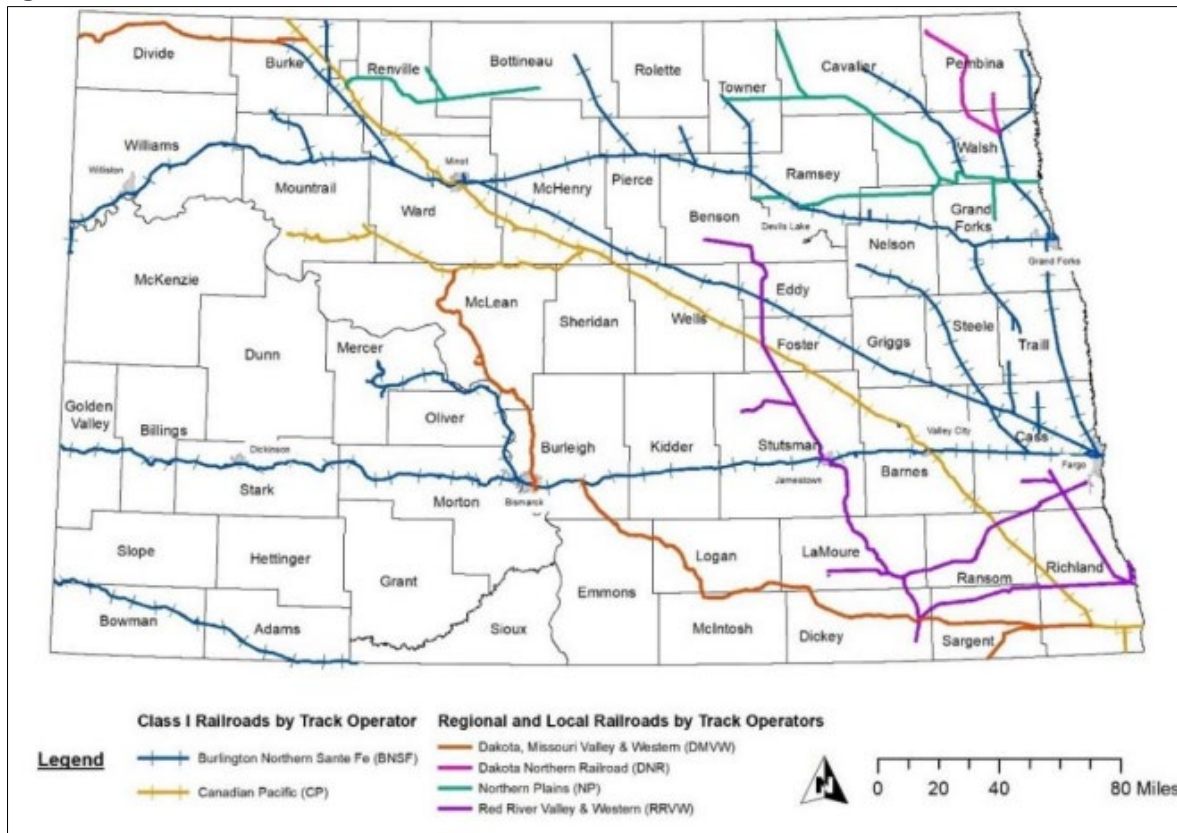 Divide
Burke
Renville
Bottineau
Rolette
Towner
Cavalier
Pembina
Williams
Williston
Mountrail
Minot
Ward
McHenry
Pierce
Ramsey
Walsh
Benson
Devils Lake
Nelson
Grand
Forks
Grand Forks
McKenzie
McLean
Sheridan
Wells
Eddy
Foster
Griggs
Steele
Traill
Dunn
Mercer
Oliver
Golden
Valley
Billings
Dickinson
Stark
Morton
Bismarck
Burleigh
Kidder
Stutsman
Jamestown
Valley City
Barnes
Cass
Fargo
Slope
Hettinger
Grant
Emmons
Logan
LaMoure
Ransom
Richland
Bowman
Adams
Sioux
McIntosh
Dickey
Sargent
Legend
Class I Railroads by Track Operator
Burlington Northern Sante Fe (BNSF)
Canadian Pacific (CP)
Regional and Local Railroads by Track Operators
Dakota, Missouri Valley & Western (DMVW)
Dakota Northern Railroad (DNR)
Northern Plains (NP)
Red River Valley & Western (RRVW)
N
0 20 40 80 Miles